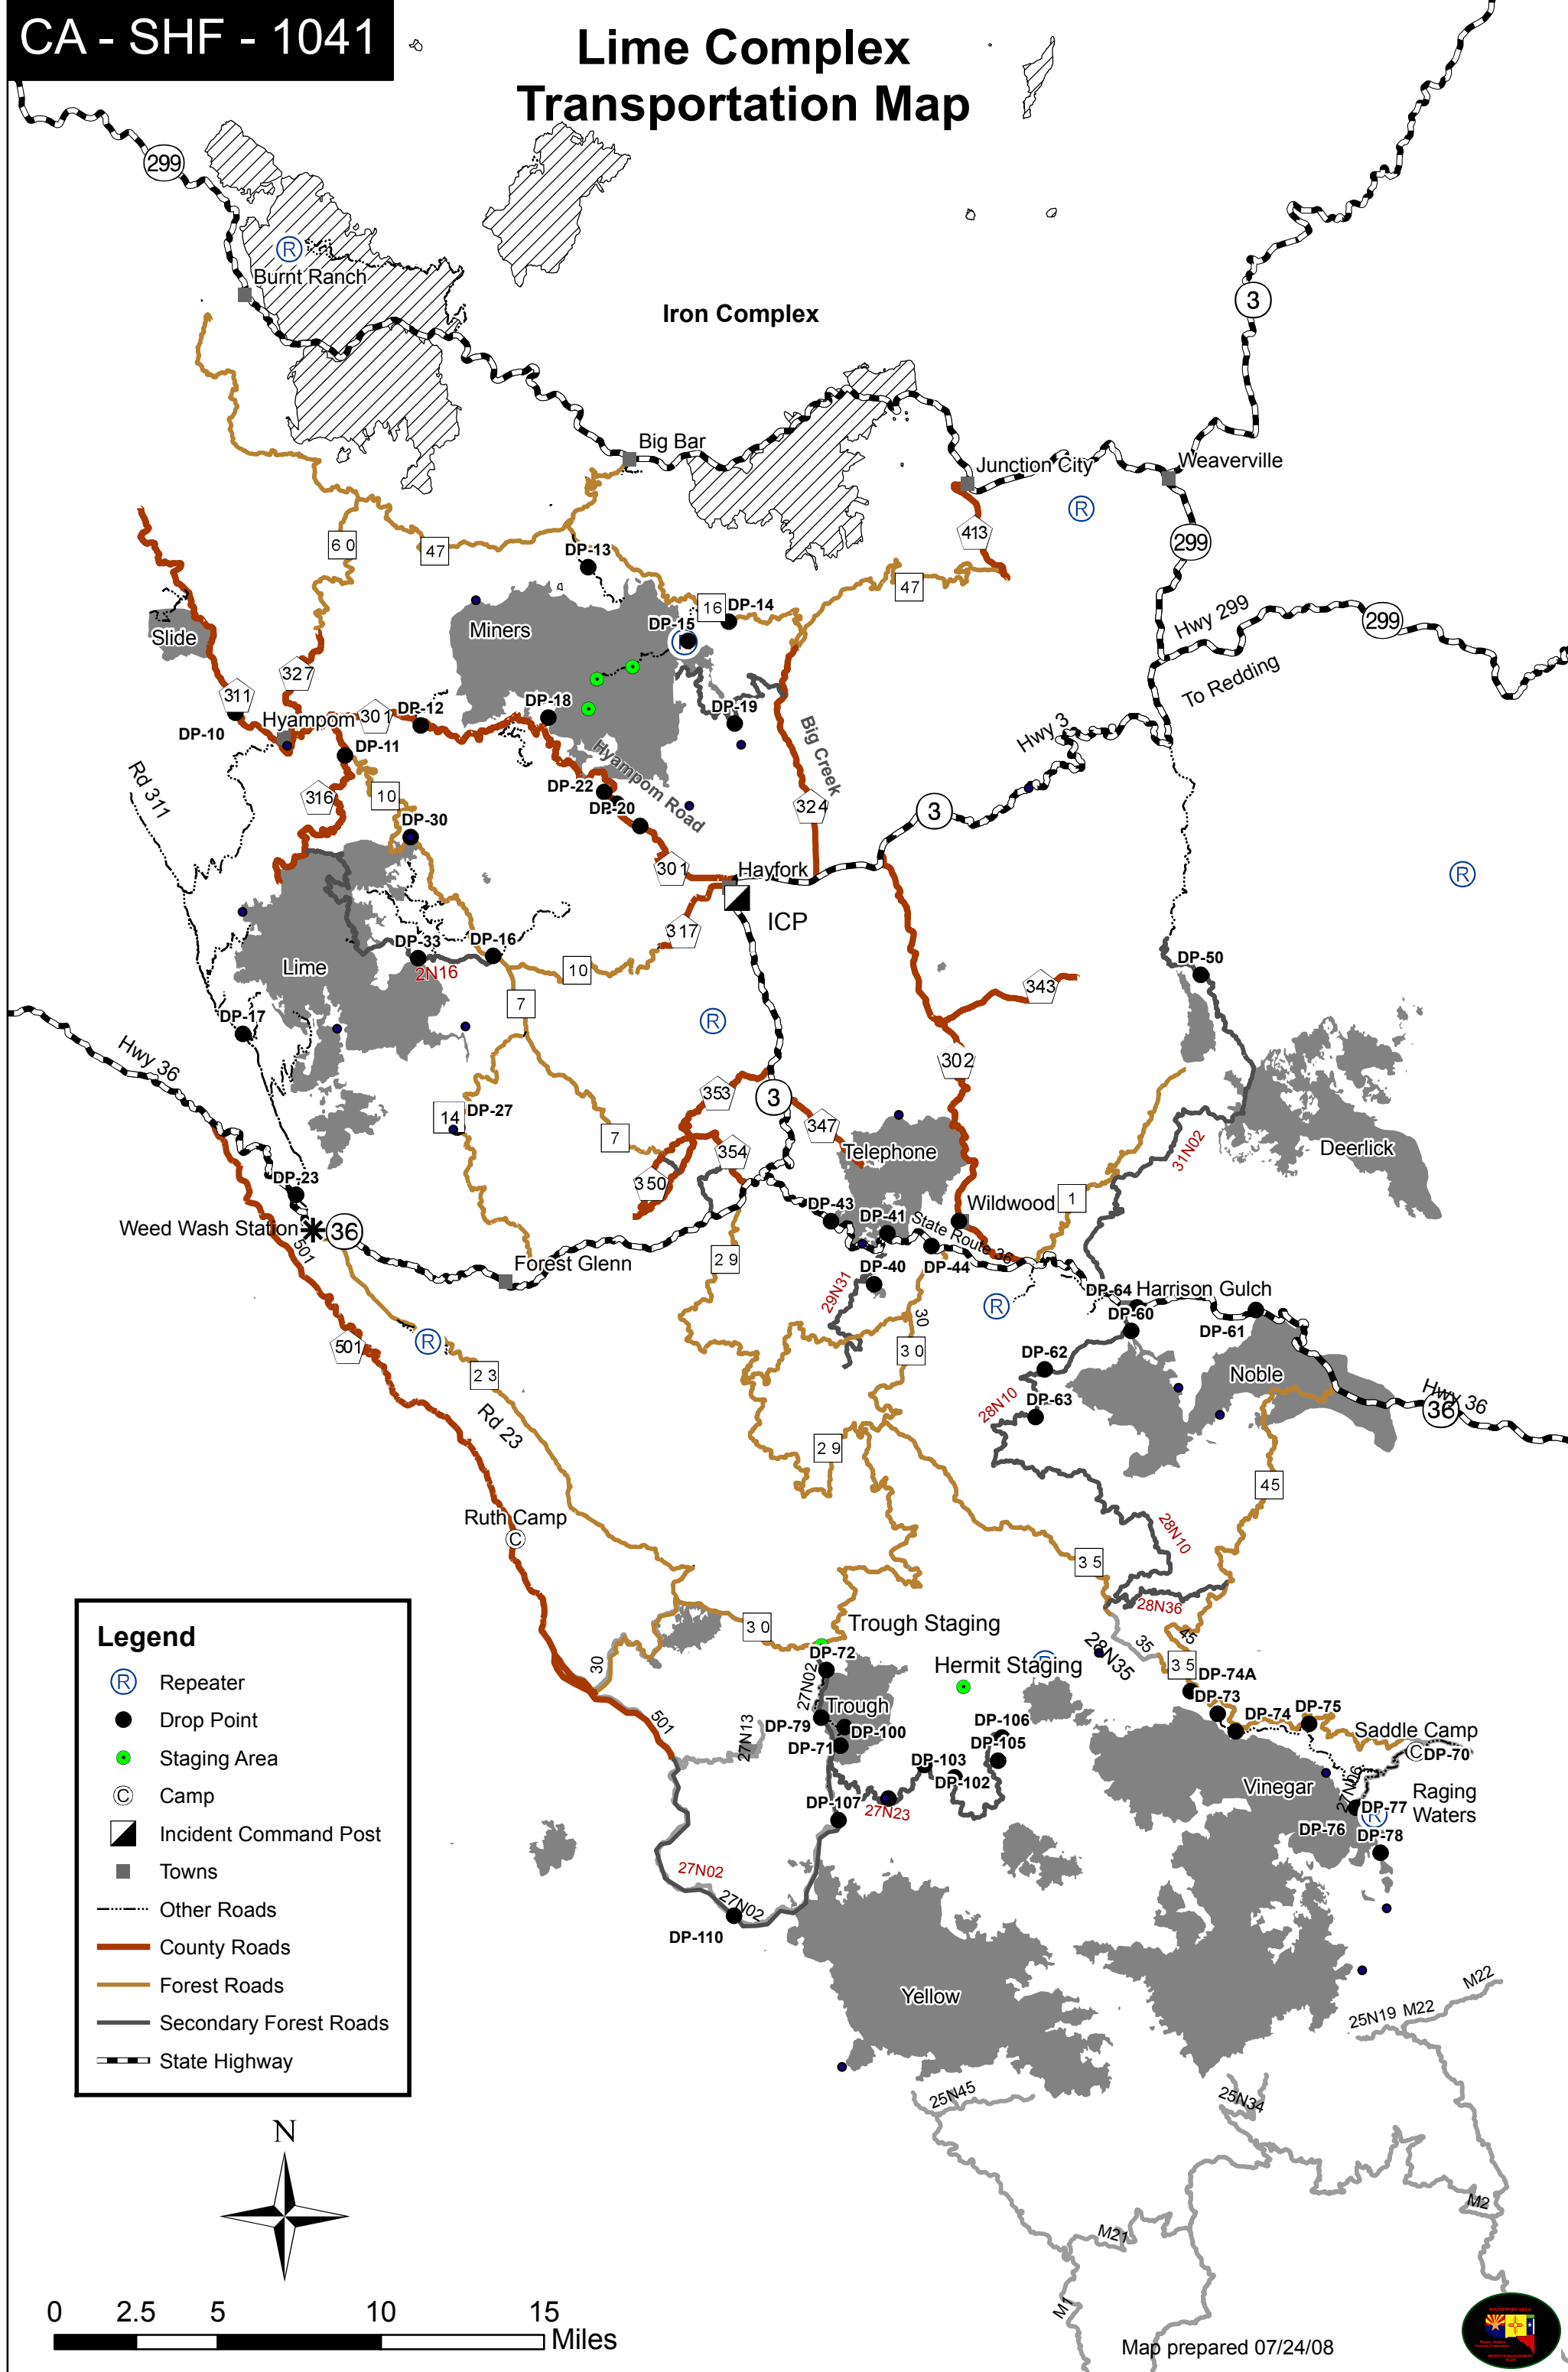 CA - SHF - 1041
Lime Complex
Transportation Map
299
Burnt Ranch
Iron Complex
3
Big Bar
Junction City
Weaverville
413
299
60
47
DP-13
47
16
DP-14
Miners
DP-15
Slide
Hwy 299
299
To Redding
327
311
DP-10
Hyampom
301
DP-12
DP-18
DP-19
DP-11
Hwy 3
Rd 311
316
10
Hyampom Road
Big Creek
DP-22
DP-20
324
3
DP-30
301
Hayfork
ICP
317
DP-33
DP-16
2N16
Lime
10
DP-50
343
7
DP-17
Hwy 36
302
353
3
14
DP-27
7
347
354
Telephone
Deerlick
31N02
350
DP-23
Weed Wash Station
36
501
DP-43
DP-41
State Route 36
Wildwood
1
29
Forest Glenn
DP-40
DP-44
29N31
DP-64
Harrison Gulch
DP-60
DP-61
30
30
501
23
DP-62
Noble
28N10
DP-63
Hwy 36
36
Rd 23
29
45
Ruth Camp
C
28N10
35
28N36
Legend
R Repeater
Drop Point
Staging Area
C Camp
Incident Command Post
Towns
Other Roads
County Roads
Forest Roads
Secondary Forest Roads
State Highway
30
Trough Staging
45
35
28N35
30
DP-72
Hermit Staging
35
DP-74A
27N02
Trough
DP-73
501
27N13
DP-79
DP-100
DP-106
DP-74
DP-75
Saddle Camp
C
DP-70
DP-71
DP-105
DP-103
DP-102
Vinegar
27N06
Raging
Waters
DP-107
27N23
DP-77
DP-76
DP-78
27N02
27N02
DP-110
Yellow
M22
25N19
M22
25N45
25N34
N
M2
M21
M1
0 2.5 5 10 15
Miles
Map prepared 07/24/08